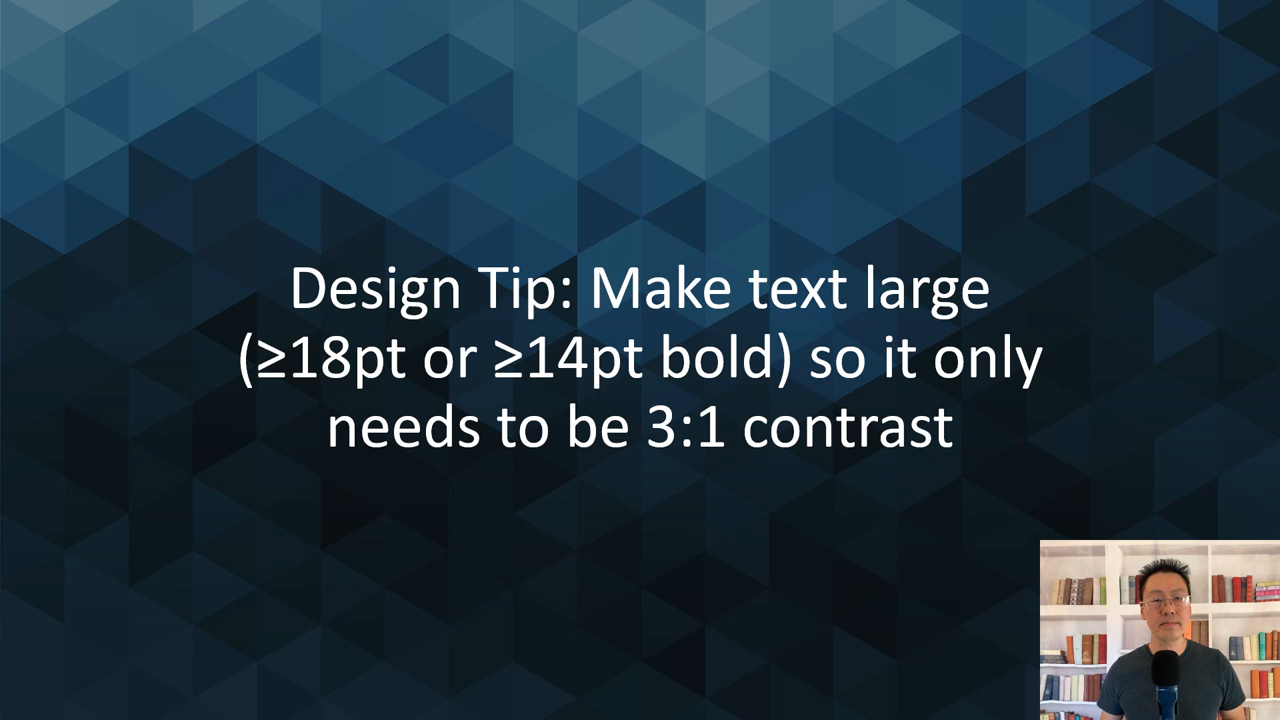 Design Tip: Make text large
(≥18pt or ≥14pt bold) so it only
needs to be 3:1 contrast